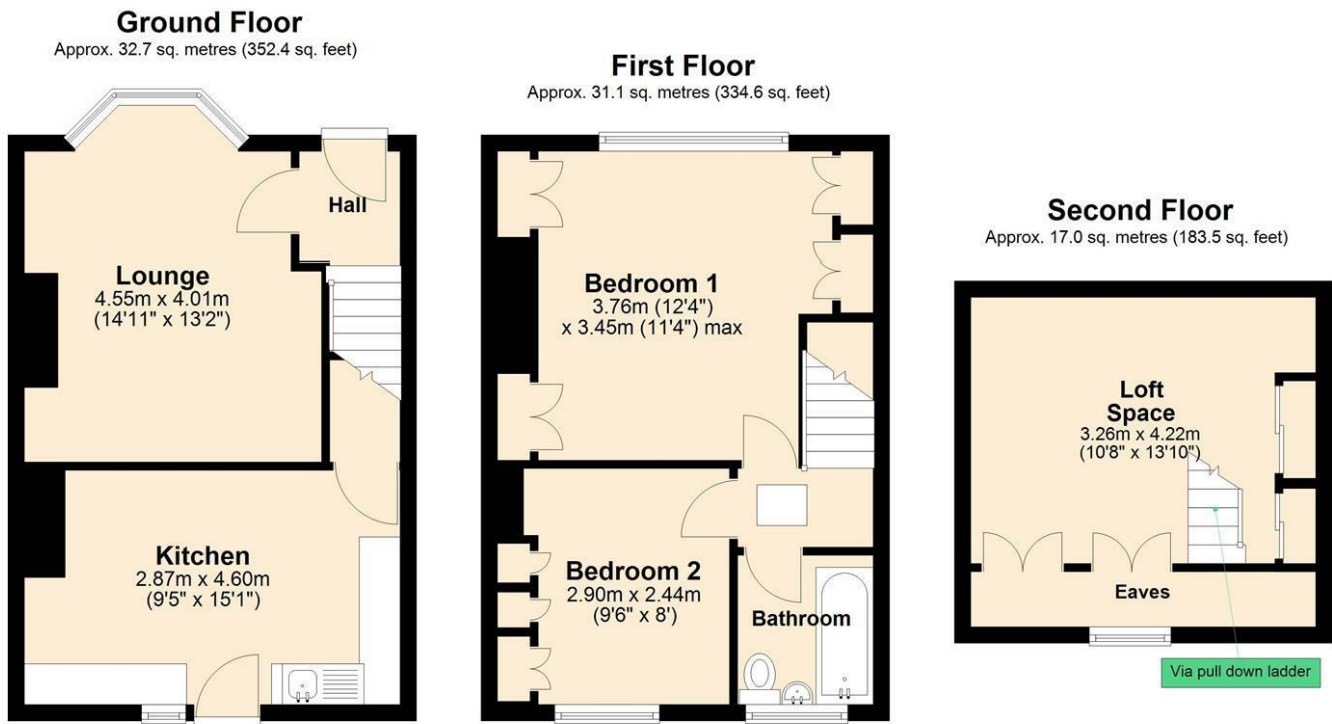 Ground Floor
Approx. 32.7 sq. metres (352.4 sq. feet)
Hall
Lounge
4.55m x 4.01m
(14'11" x 13'2")
Kitchen
2.87m x 4.60m
(9'5" x 15'1")
First Floor
Approx. 31.1 sq. metres (334.6 sq. feet)
Bedroom 1
3.76m (12'4")
x 3.45m (11'4") max
Bedroom 2
2.90m x 2.44m
(9'6" x 8')
Bathroom
Second Floor
Approx. 17.0 sq. metres (183.5 sq. feet)
Loft
Space
3.26m x 4.22m
(10'8" x 13'10")
Eaves
Via pull down ladder